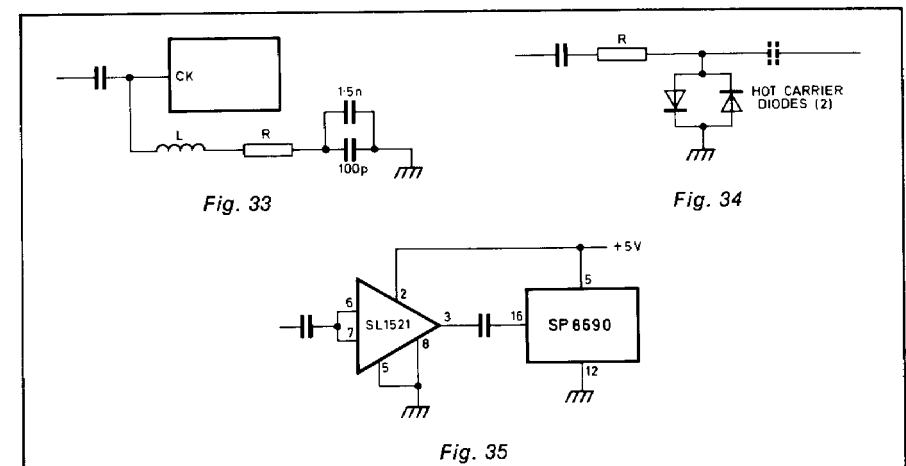 CK
1·5n
L
R
100p
Fig. 33
R
HOT CARRIER
DIODES (2)
Fig. 34
+5V
2
5
6
SL1521
3
16
SP8690
7
8
5
12
Fig. 35